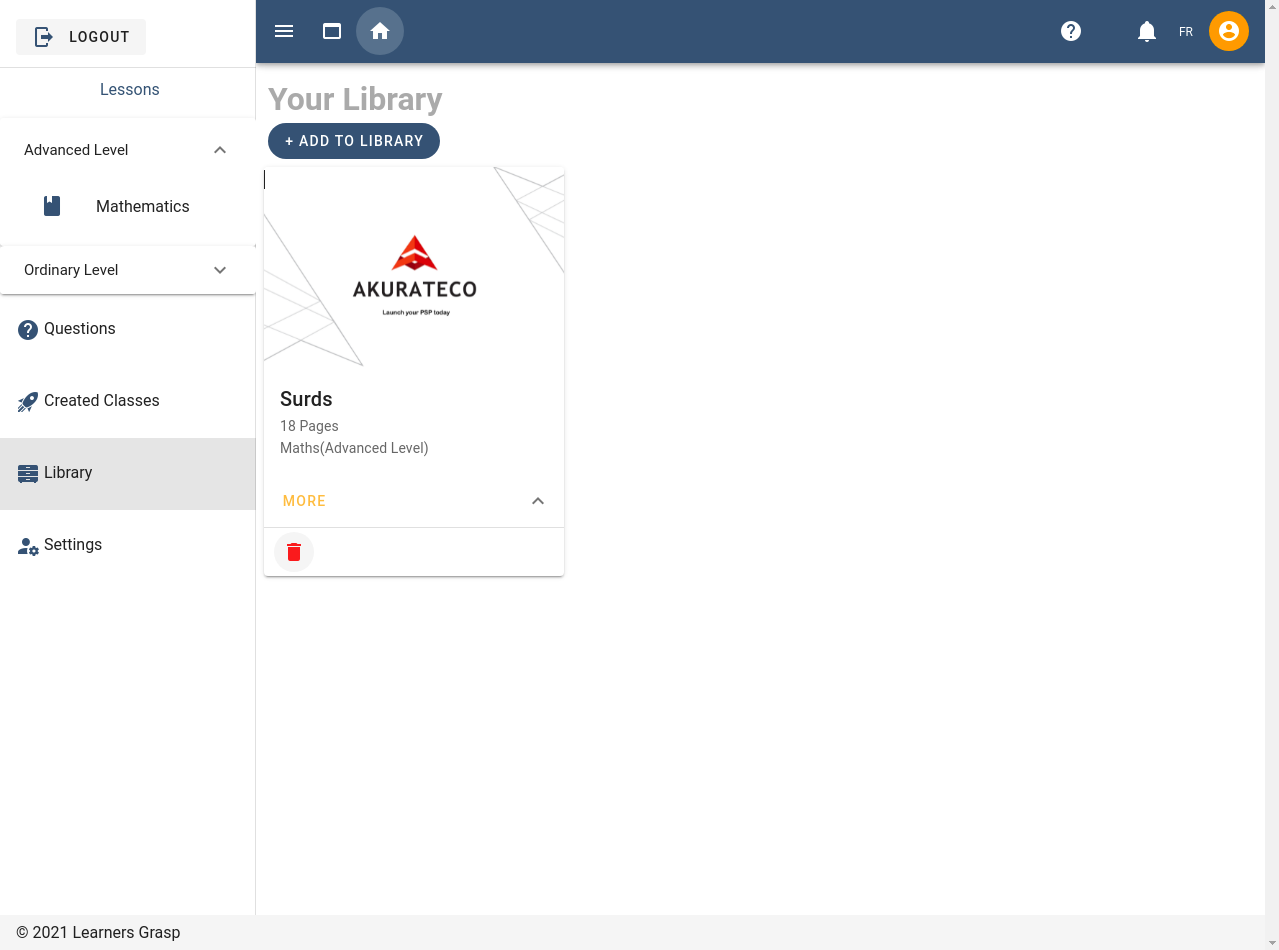 LOGOUT
FR
Lessons
Your Library
+ ADD TO LIBRARY
Advanced Level
Mathematics
Ordinary Level
AKURATECO
Launch your PSP today
Questions
Created Classes
Surds
18 Pages
Maths(Advanced Level)
Library
MORE
Settings
© 2021 Learners Grasp